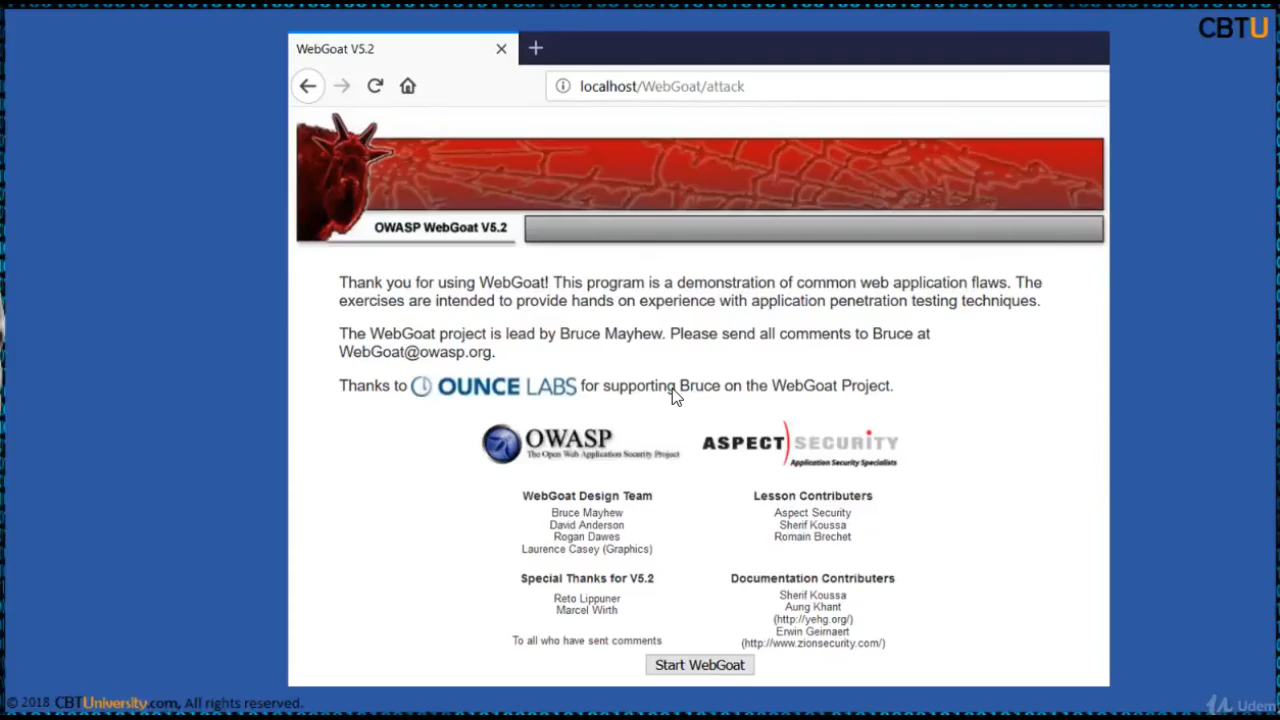 CBTU
WebGoat V5.2
localhost/WebGoat/attack
OWASP WebGoat V5.2
Thank you for using WebGoat! This program is a demonstration of common web application flaws. The
exercises are intended to provide hands on experience with application penetration testing techniques.
The WebGoat project is lead by Bruce Mayhew. Please send all comments to Bruce at
WebGoat@owasp.org.
Thanks to OUNCE LABS for supporting Bruce on the WebGoat Project.
OWASP
The Open Web Application Security Project
ASPECT SECURITY
Application Security Specialists
WebGoat Design Team
Bruce Mayhew
David Anderson
Rogan Dawes
Laurence Casey (Graphics)
Lesson Contributers
Aspect Security
Sherif Koussa
Romain Brechet
Special Thanks for V5.2
Reto Lippuner
Marcel Wirth
To all who have sent comments
Documentation Contributers
Sherif Koussa
Aung Khant
(http://yehg.org/)
Erwin Geirnaert
(http://www.zionsecurity.com/)
Start WebGoat
© 2018 CBTUniversity.com, All rights reserved.
Udem